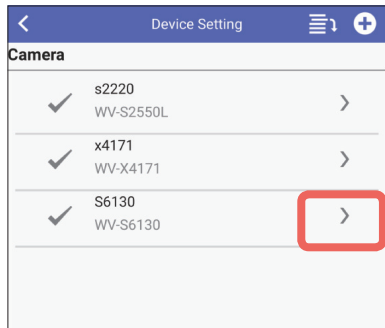 Device Setting
Camera
s2220
WV-S2550L
x4171
WV-X4171
S6130
WV-S6130